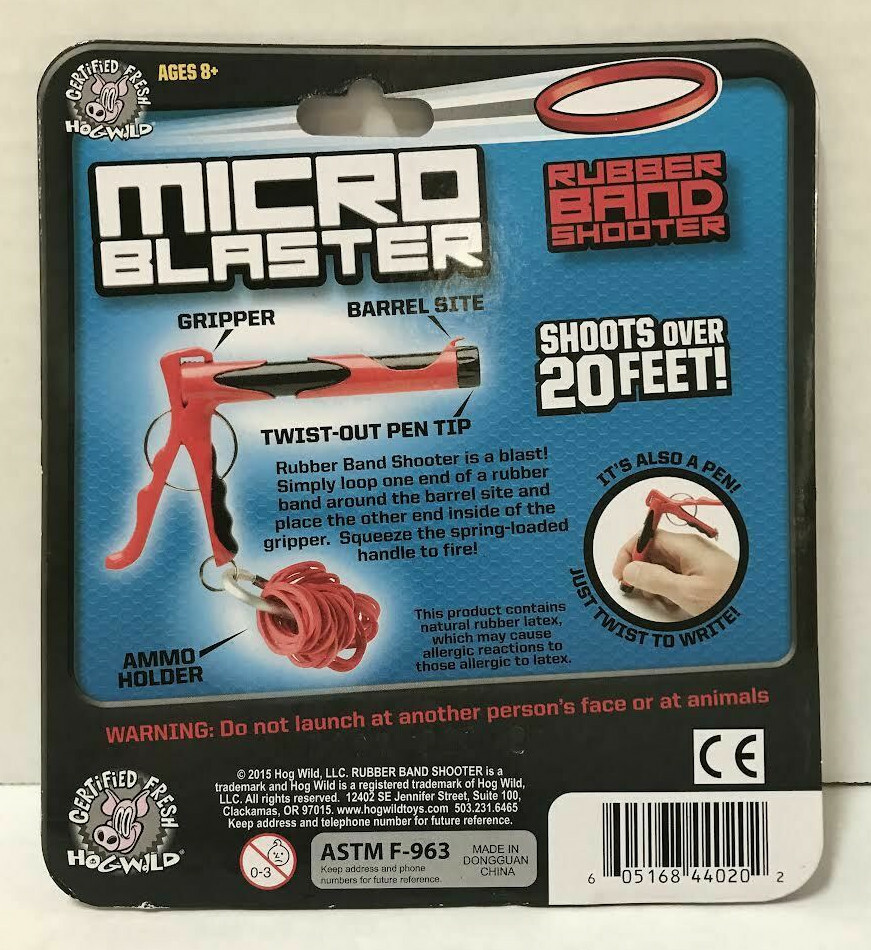 CERTIFIED FRESH
HOGWILD
AGES 8+
MICRO
BLASTER
RUBBER
BAND
SHOOTER
GRIPPER
BARREL SITE
SHOOTS OVER
20 FEET!
TWIST-OUT PEN TIP
Rubber Band Shooter is a blast!
Simply loop one end of a rubber
band around the barrel site and
place the other end inside of the
gripper. Squeeze the spring-loaded
handle to fire!
IT'S ALSO A PEN!
JUST TWIST TO WRITE!
This product contains
natural rubber latex,
which may cause
allergic reactions to
those allergic to latex.
AMMO
HOLDER
WARNING: Do not launch at another person's face or at animals
CE
CERTIFIED FRESH
HOGWILD
© 2015 Hog Wild, LLC. RUBBER BAND SHOOTER is a
trademark and Hog Wild is a registered trademark of Hog Wild,
LLC. All rights reserved. 12402 SE Jennifer Street, Suite 100,
Clackamas, OR 97015. www.hogwildtoys.com 503.231.6465
Keep address and telephone number for future reference.
0-3
ASTM F-963
Keep address and phone
numbers for future reference.
MADE IN
DONGGUAN
CHINA
6 05168 44020 2